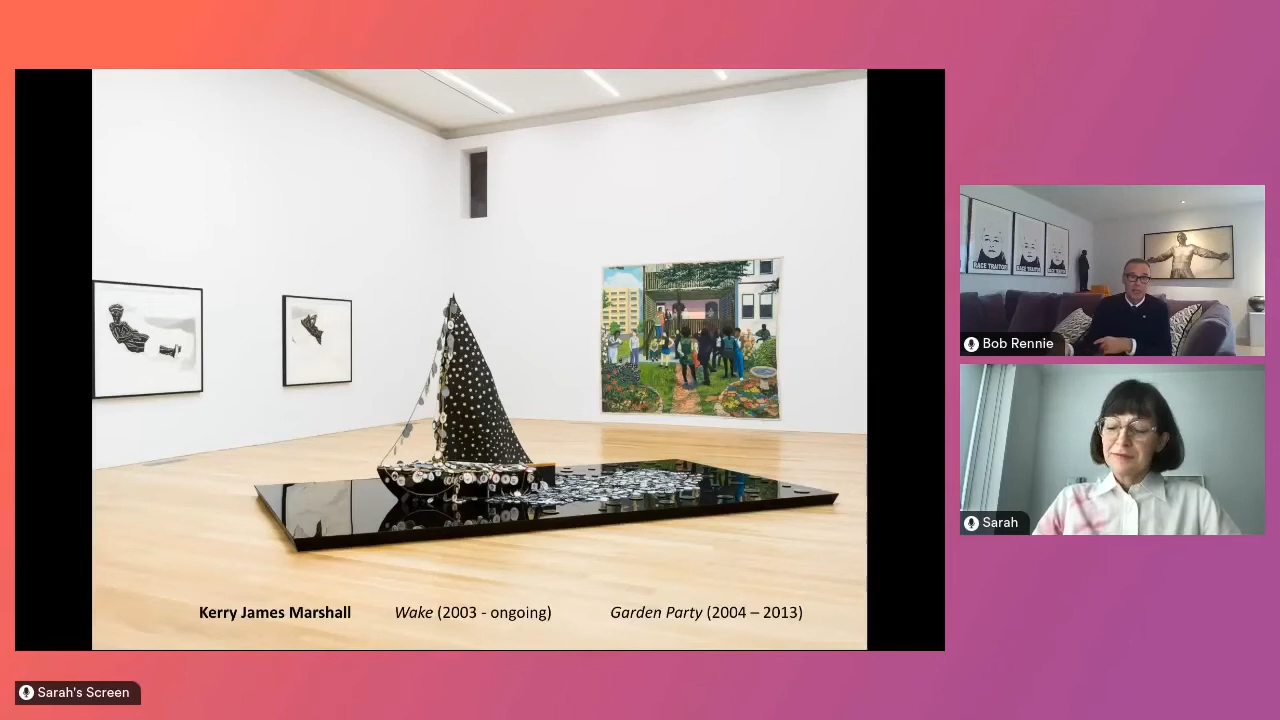 RACE TRAITOR
RACE TRAITOR
RACE TRAITOR
Bob Rennie
Sarah
Kerry James Marshall Wake (2003 - ongoing) Garden Party (2004 – 2013)
Sarah's Screen